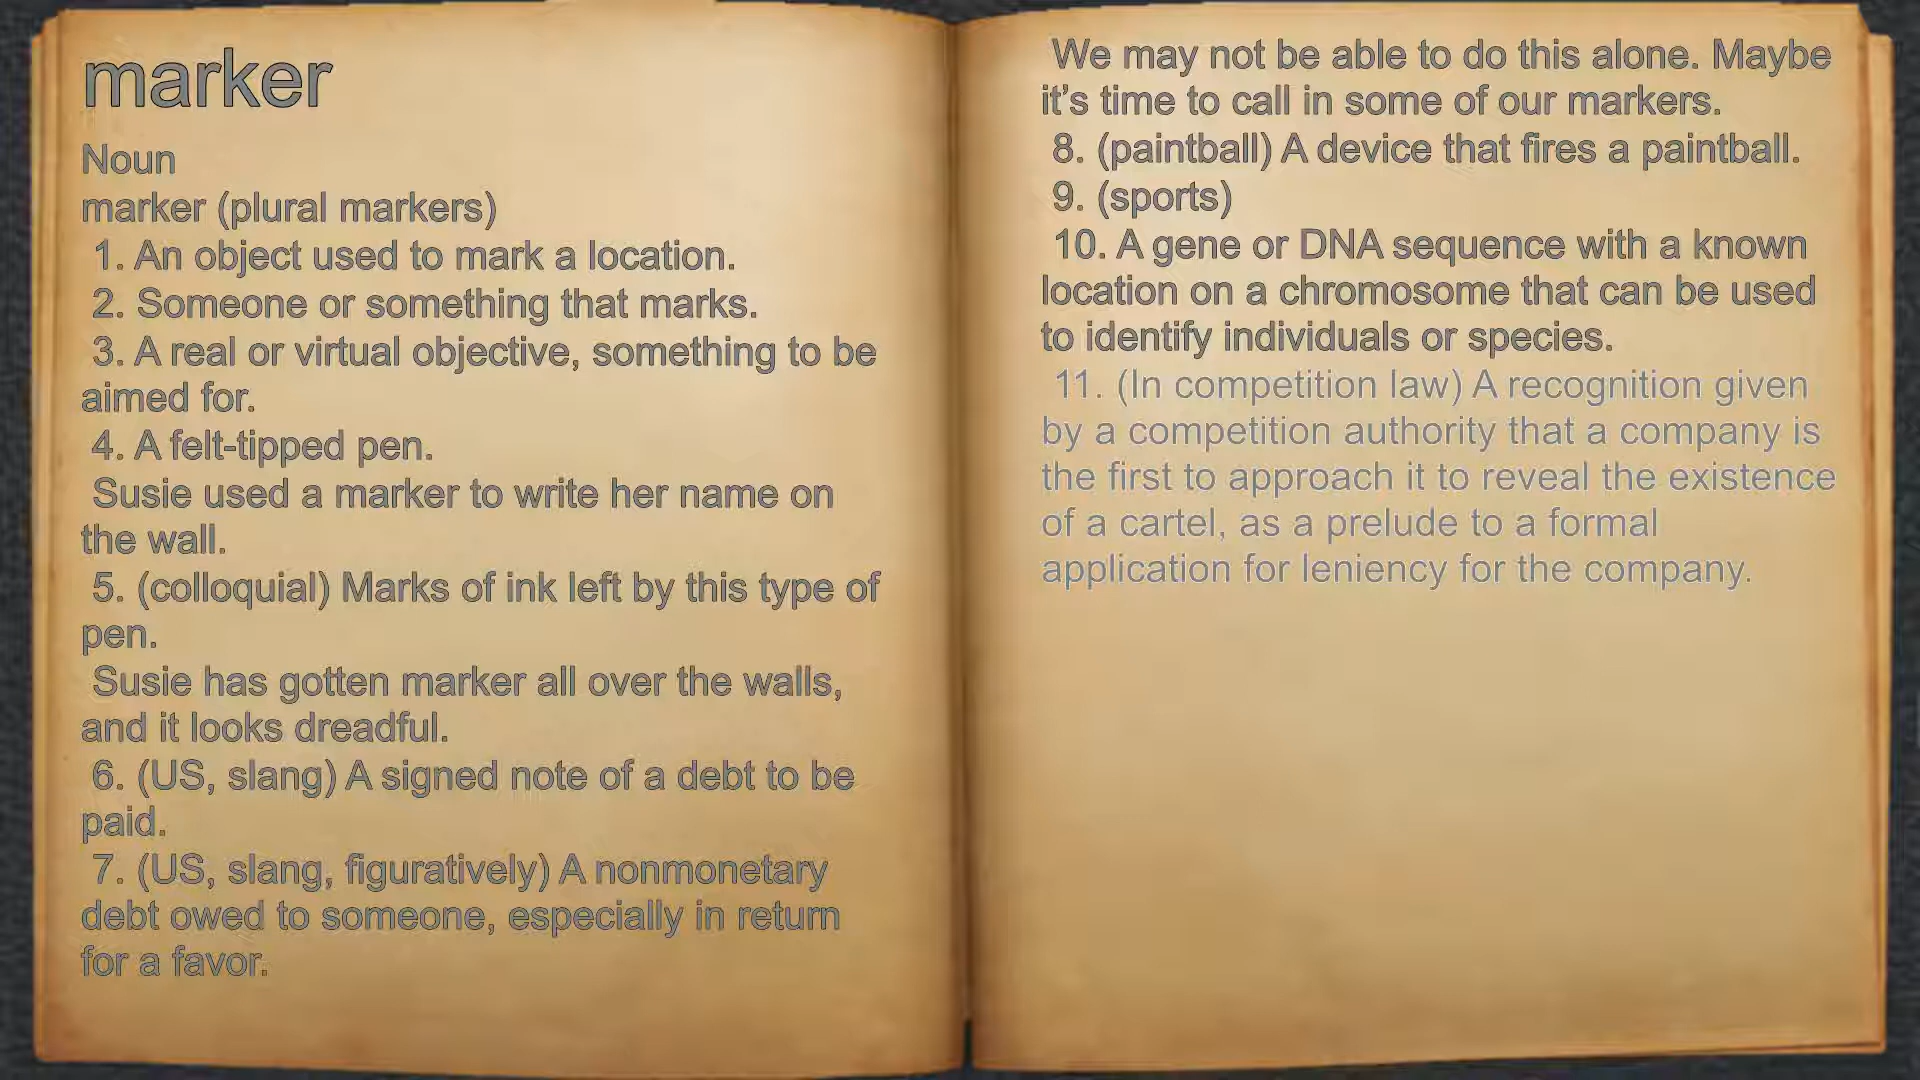 marker
Noun
marker (plural markers)
1. An object used to mark a location.
2. Someone or something that marks.
3. A real or virtual objective, something to be
aimed for.
4. A felt-tipped pen.
Susie used a marker to write her name on
the wall.
5. (colloquial) Marks of ink left by this type of
pen.
Susie has gotten marker all over the walls,
and it looks dreadful.
6. (US, slang) A signed note of a debt to be
paid.
7. (US, slang, figuratively) A nonmonetary
debt owed to someone, especially in return
for a favor.
We may not be able to do this alone. Maybe
it’s time to call in some of our markers.
8. (paintball) A device that fires a paintball.
9. (sports)
10. A gene or DNA sequence with a known
location on a chromosome that can be used
to identify individuals or species.
11. (In competition law) A recognition given
by a competition authority that a company is
the first to approach it to reveal the existence
of a cartel, as a prelude to a formal
application for leniency for the company.